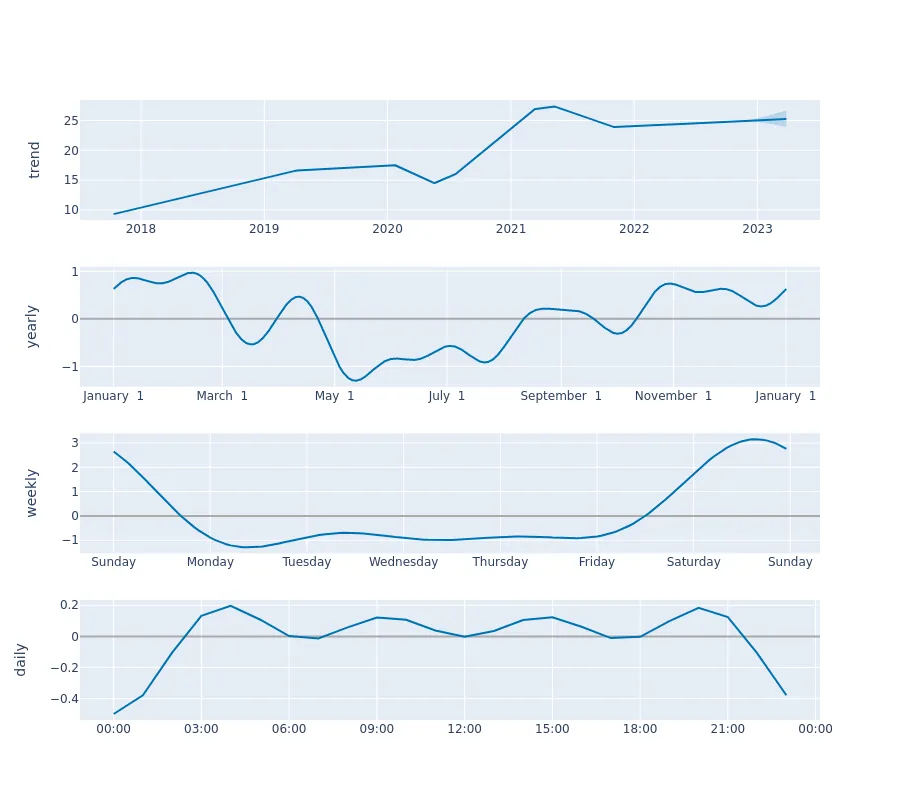 trend
25
20
15
10
2018 2019 2020 2021 2022 2023
yearly
1
0
−1
January 1 March 1 May 1 July 1 September 1 November 1 January 1
weekly
3
2
1
0
−1
Sunday Monday Tuesday Wednesday Thursday Friday Saturday Sunday
daily
0.2
0
−0.2
−0.4
00:00 03:00 06:00 09:00 12:00 15:00 18:00 21:00 00:00